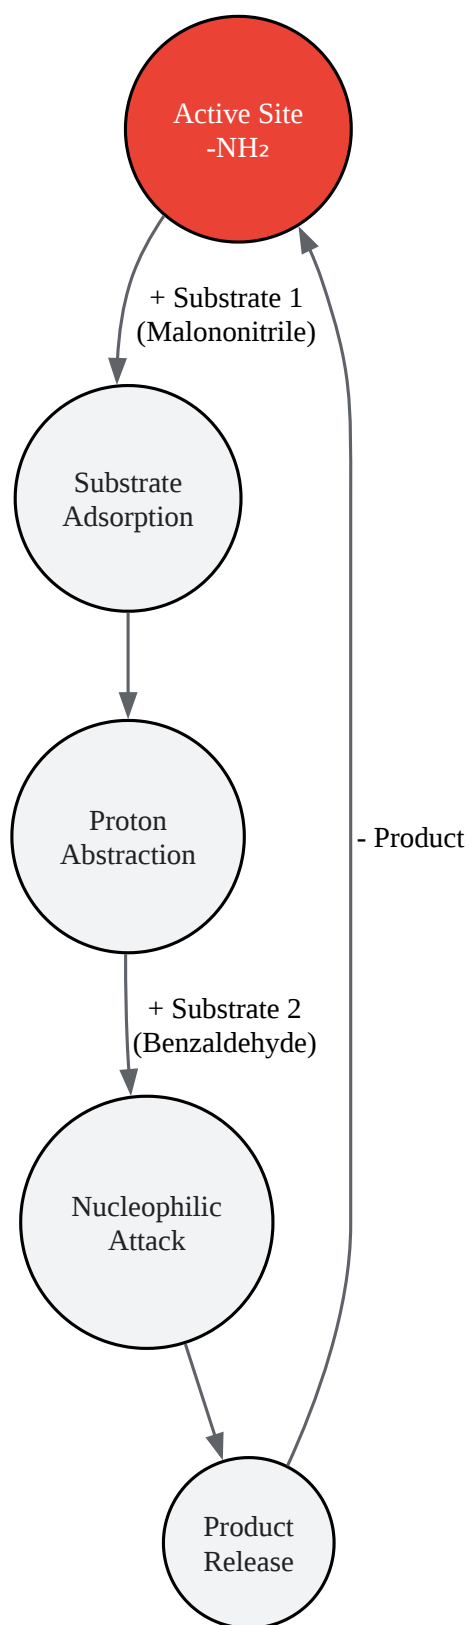 Active Site
-NH₂
+ Substrate 1
(Malononitrile)
Substrate
Adsorption
Proton
Abstraction
- Product
+ Substrate 2
(Benzaldehyde)
Nucleophilic
Attack
Product
Release